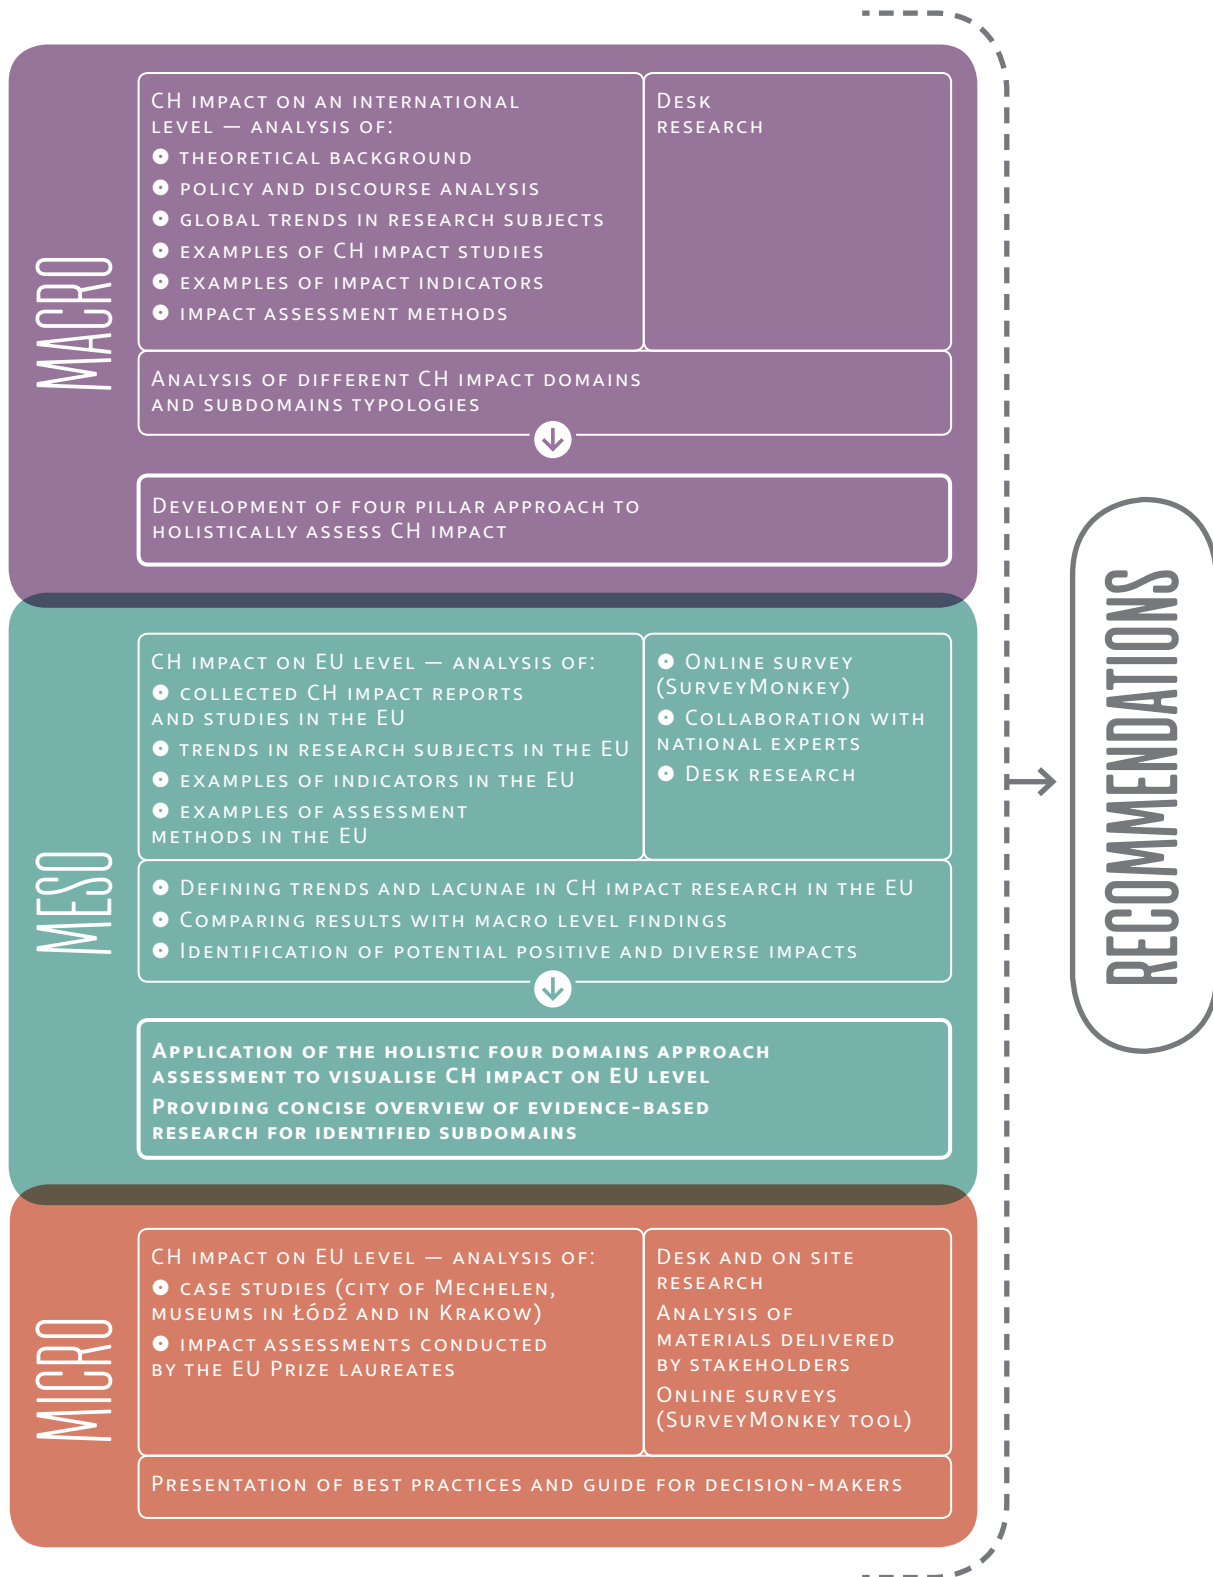 MACRO
CH impact on an international
level — analysis of:
theoretical background
policy and discourse analysis
global trends in research subjects
examples of CH impact studies
examples of impact indicators
impact assessment methods
Desk
research
Analysis of different CH impact domains
and subdomains typologies
Development of four pillar approach to
holistically assess CH impact
MESO
CH impact on EU level — analysis of:
collected CH impact reports
and studies in the EU
trends in research subjects in the EU
examples of indicators in the EU
examples of assessment
methods in the EU
Online survey
(SurveyMonkey)
Collaboration with
national experts
Desk research
Defining trends and lacunae in CH impact research in the EU
Comparing results with macro level findings
Identification of potential positive and diverse impacts
Application of the holistic four domains approach
assessment to visualise CH impact on EU level
Providing concise overview of evidence-based
research for identified subdomains
MICRO
CH impact on EU level — analysis of:
case studies (city of Mechelen,
museums in Łódź and in Krakow)
impact assessments conducted
by the EU Prize laureates
Desk and on site
research
Analysis of
materials delivered
by stakeholders
Online surveys
(SurveyMonkey tool)
Presentation of best practices and guide for decision-makers
RECOMMENDATIONS